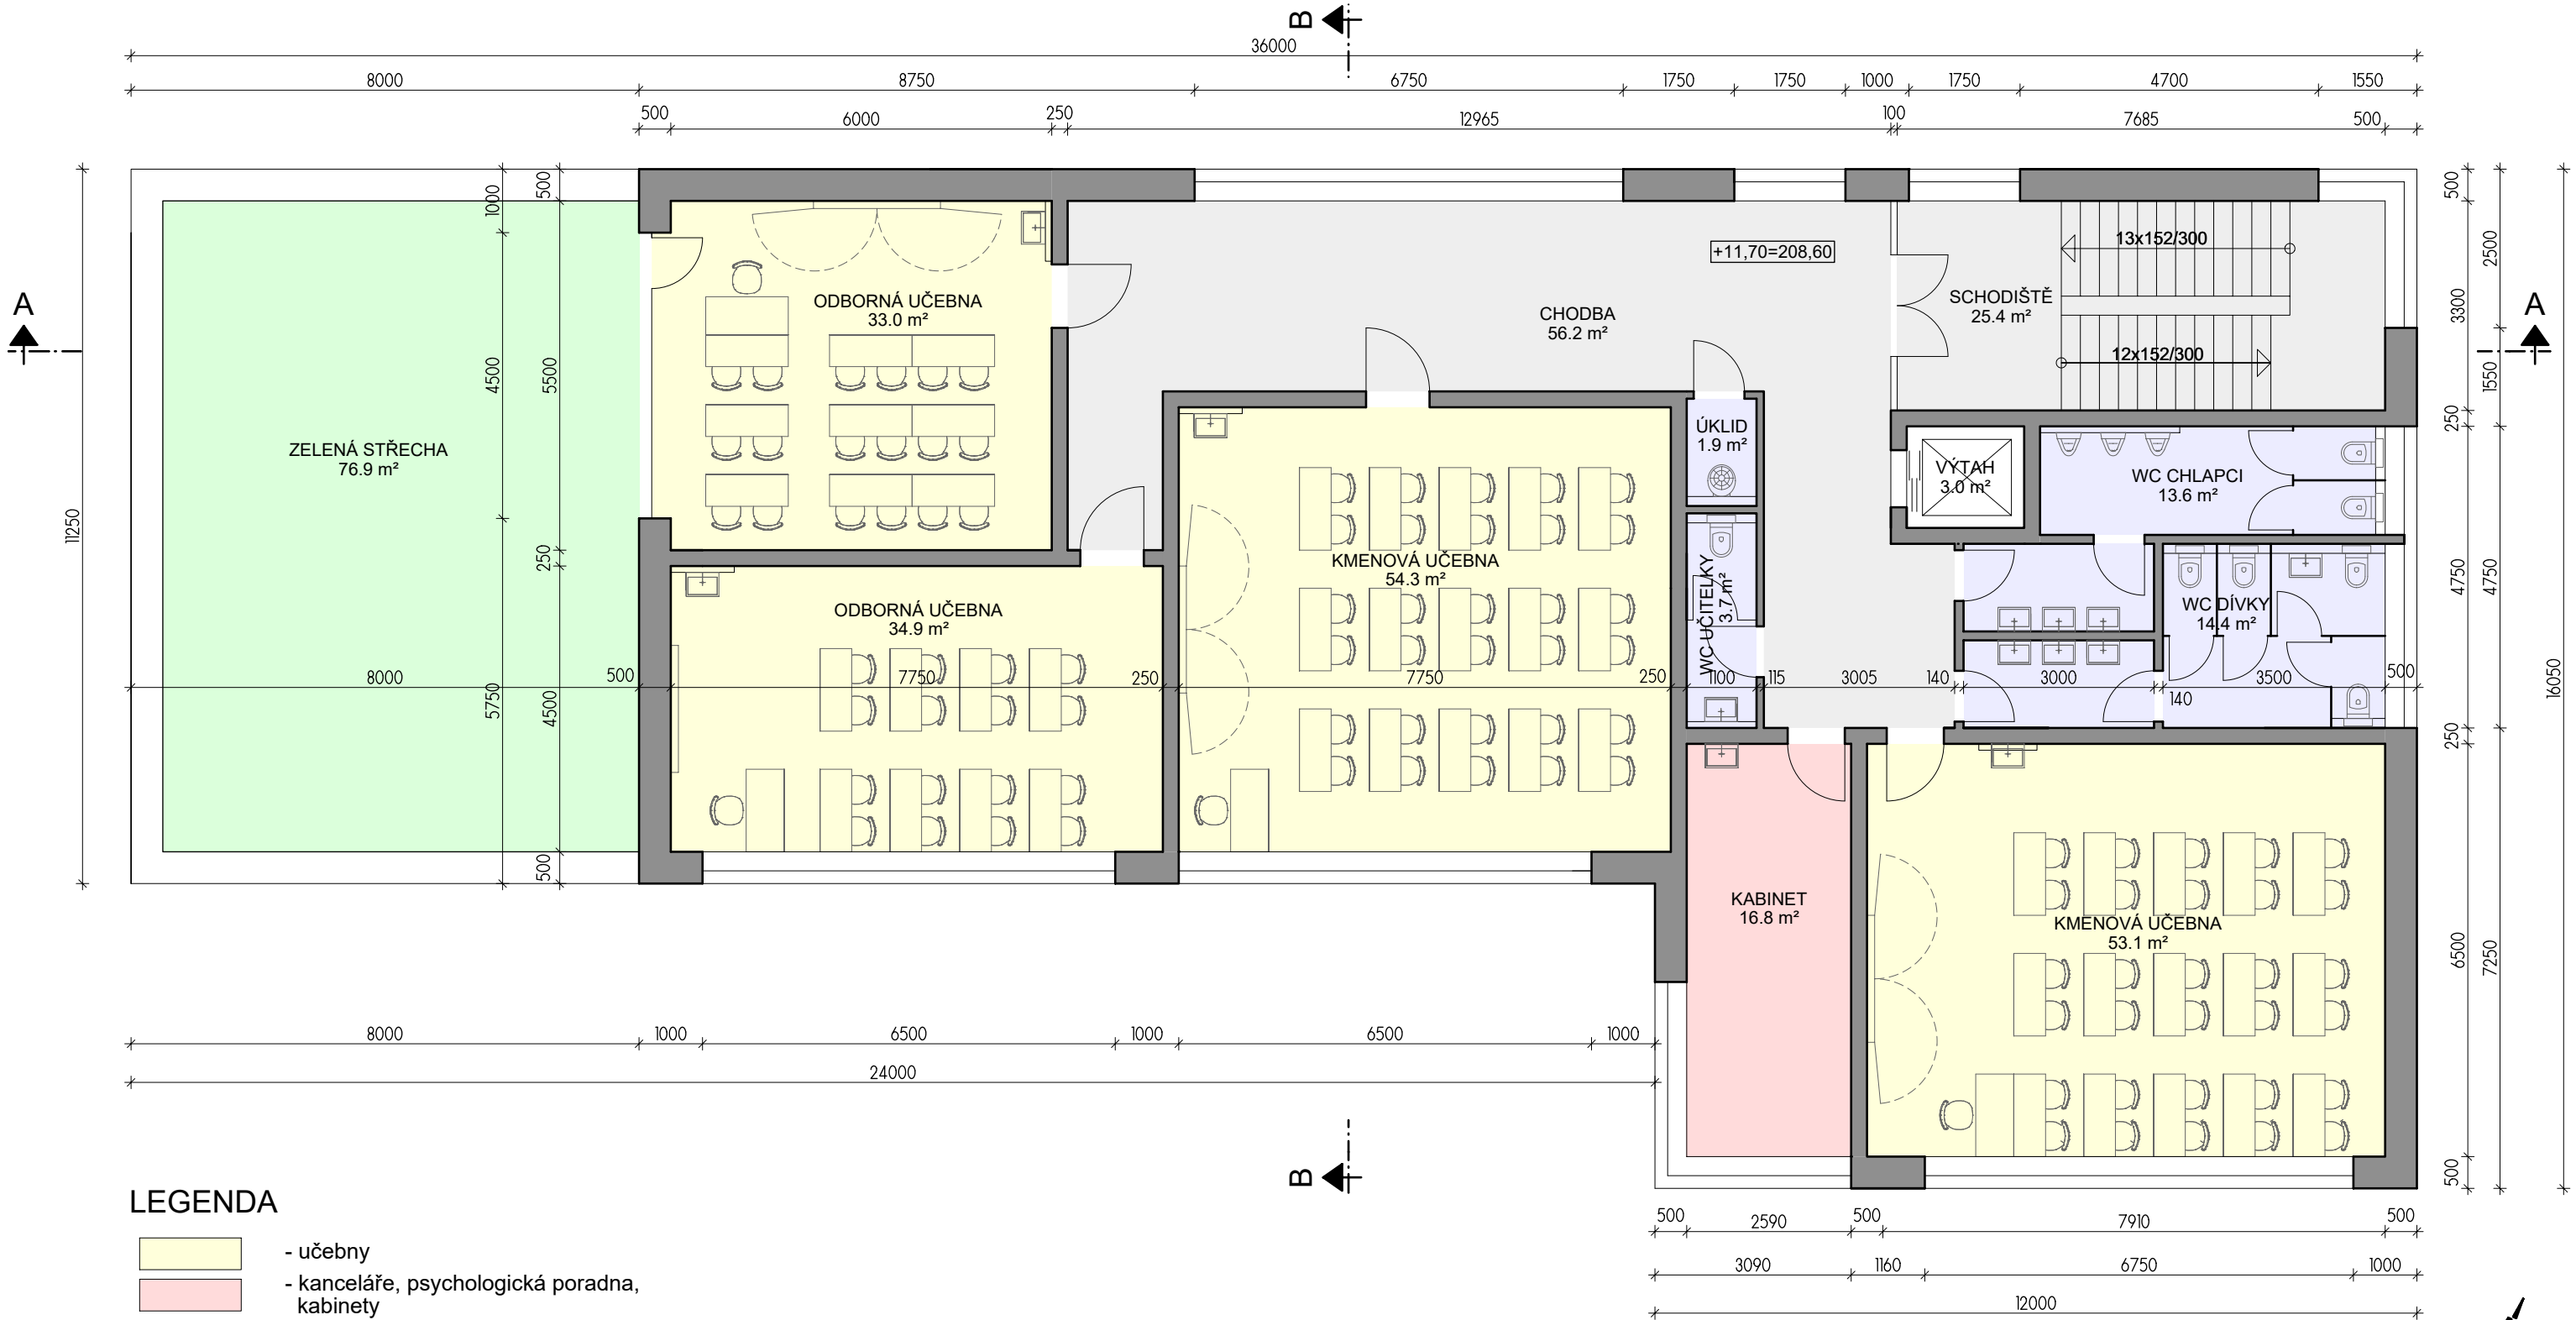 B
36000
8000 8750 6750 1750 1750 1000 1750 4700 1550
500 6000 250 12965 100 7685 500
A
A
11250
1000
4500
5750
500
5500
250
4500
500
ZELENÁ STŘECHA
76.9 m²
ODBORNÁ UČEBNA
33.0 m²
+11,70=208,60
CHODBA
56.2 m²
SCHODIŠTĚ
25.4 m²
13x152/300
12x152/300
ÚKLID
1.9 m²
VÝTAH
3.0 m²
WC CHLAPCI
13.6 m²
KMENOVÁ UČEBNA
54.3 m²
ODBORNÁ UČEBNA
34.9 m²
WC UČITELKY
3.7 m²
WC DÍVKY
14.4 m²
8000 500 7750 250 7750 250 1100 115 3005 140 3000 140 3500 500
KABINET
16.8 m²
KMENOVÁ UČEBNA
53.1 m²
500
3300
250
4750
250
6500
500
2500
1550
4750
7250
16050
8000 1000 6500 1000 6500 1000
24000
B
500 2590 500 7910 500
3090 1160 6750 1000
12000
LEGENDA
- učebny
- kanceláře, psychologická poradna,
kabinety